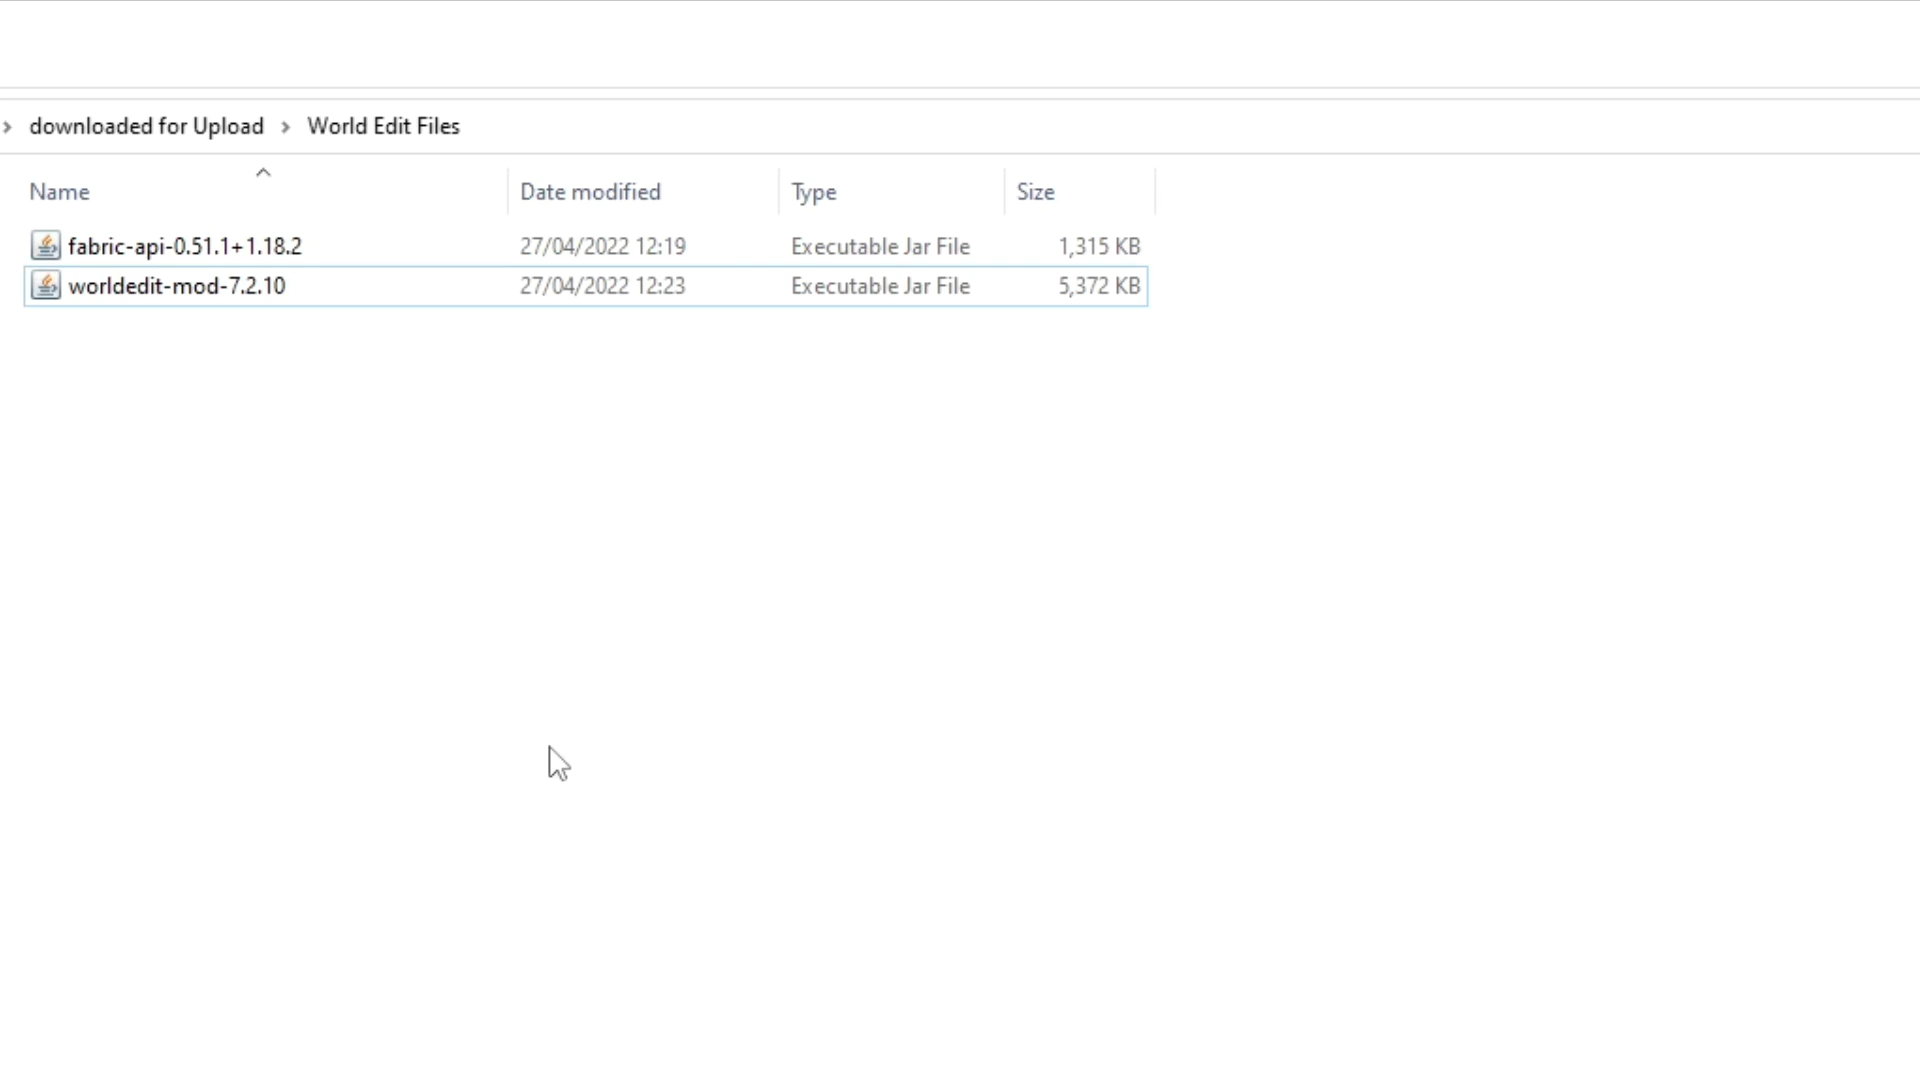 downloaded for Upload › World Edit Files
Name Date modified Type Size
fabric-api-0.51.1+1.18.2 27/04/2022 12:19 Executable Jar File 1,315 KB
worldedit-mod-7.2.10 27/04/2022 12:23 Executable Jar File 5,372 KB